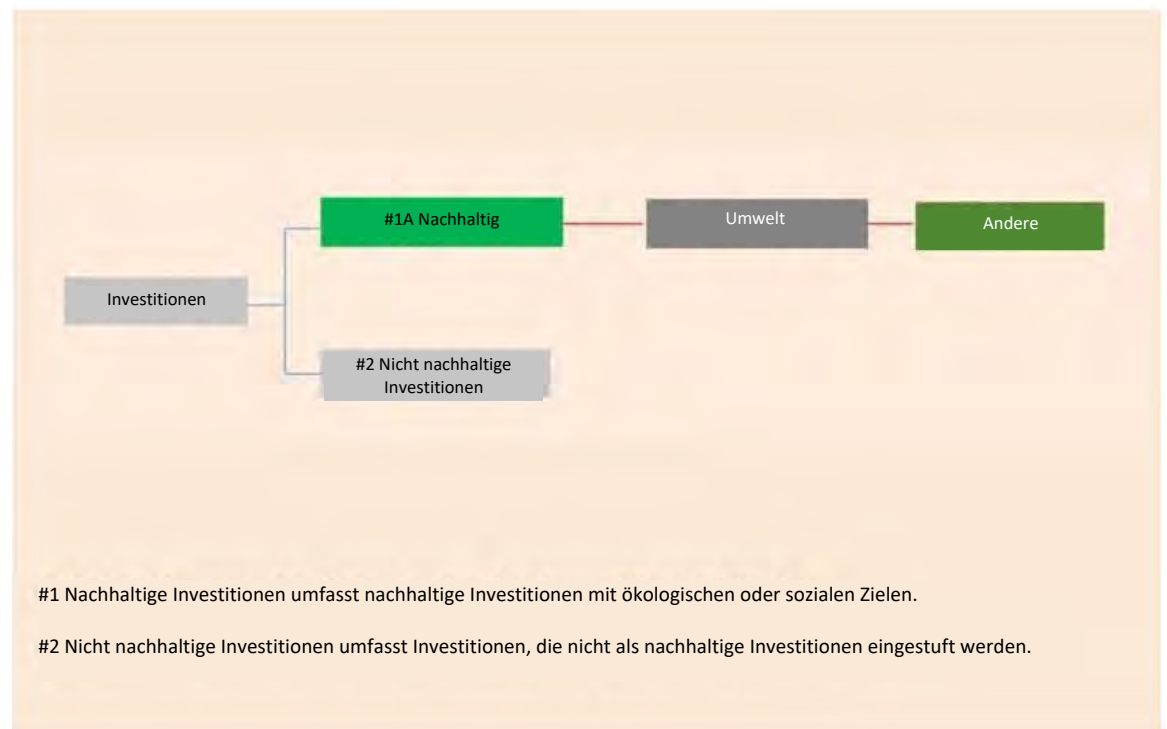 #1A Nachhaltig
Umwelt
Andere
Investitionen
#2 Nicht nachhaltige
Investitionen
#1 Nachhaltige Investitionen umfasst nachhaltige Investitionen mit ökologischen oder sozialen Zielen.
#2 Nicht nachhaltige Investitionen umfasst Investitionen, die nicht als nachhaltige Investitionen eingestuft werden.